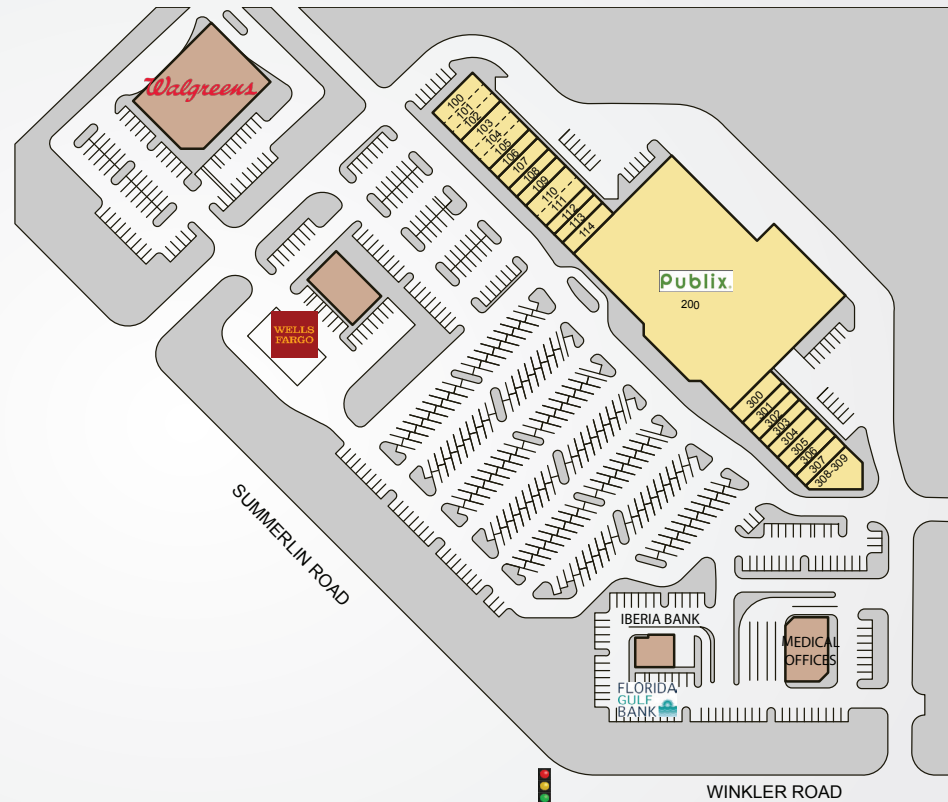 Walgreens
100
101
102
103
104
105
106
107
108
109
110
111
112
113
114
Publix.
200
WELLS
FARGO
300
301
302
303
304
305
306
307
308-309
SUMMERLIN ROAD
IBERIA BANK
MEDICAL
OFFICES
FLORIDA
GULF
BANK
WINKLER ROAD